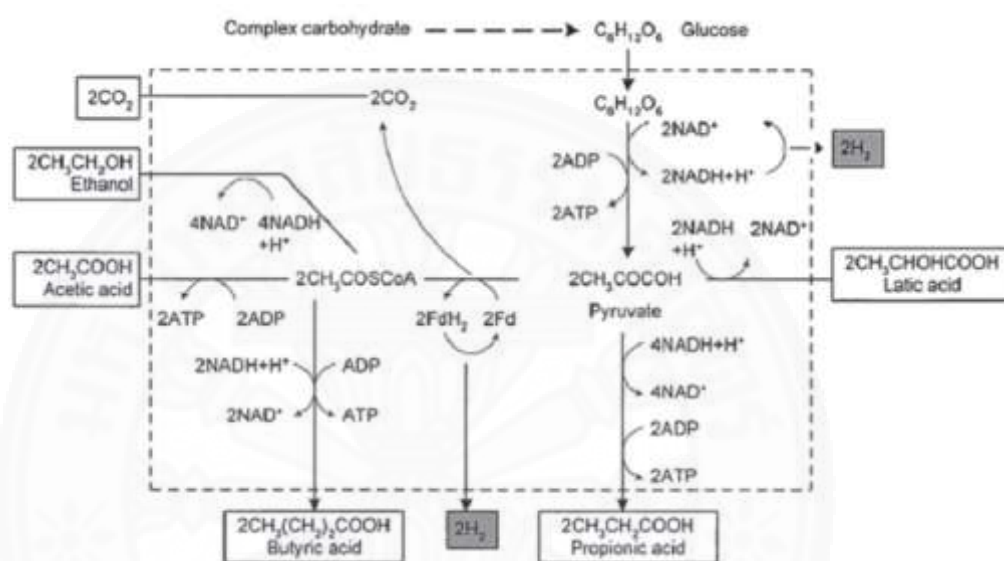 Complex carbohydrate
C₆H₁₂O₆ Glucose
2CO₂
2CO₂
C₆H₁₂O₆
2NAD⁺
2H₂
2CH₃CH₂OH
Ethanol
2ADP
2NADH+H⁺
4NAD⁺
4NADH
+H⁺
2ATP
2NADH
+H⁺
2NAD⁺
2CH₃COOH
Acetic acid
2CH₃COSCoA
2CH₃COCOH
2CH₃CHOHCOOH
Latic acid
2ATP
2ADP
2FdH₂
2Fd
Pyruvate
2NADH+H⁺
ADP
4NADH+H⁺
2NAD⁺
ATP
4NAD⁺
2ADP
2ATP
2CH₃(CH₂)₂COOH
Butyric acid
2H₂
2CH₃CH₂COOH
Propionic acid